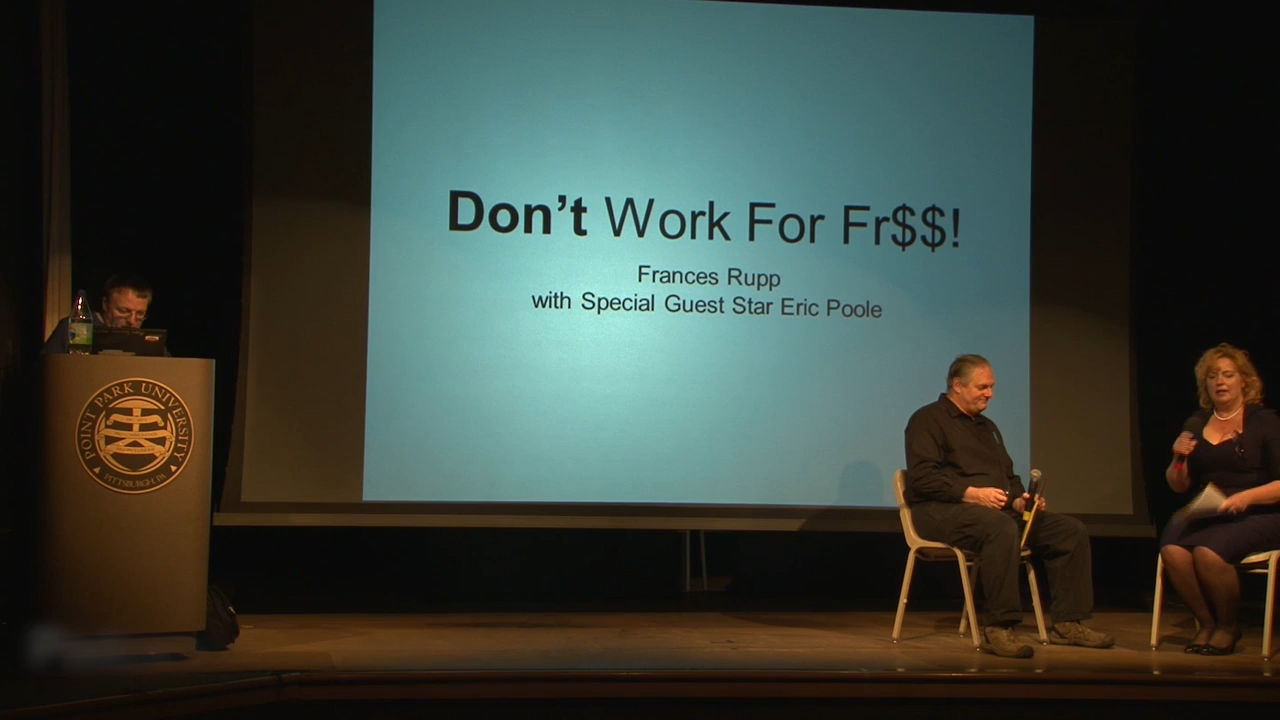 Don't Work For Fr$$!
Frances Rupp
with Special Guest Star Eric Poole
POINT PARK UNIVERSITY
PITTSBURGH, PA